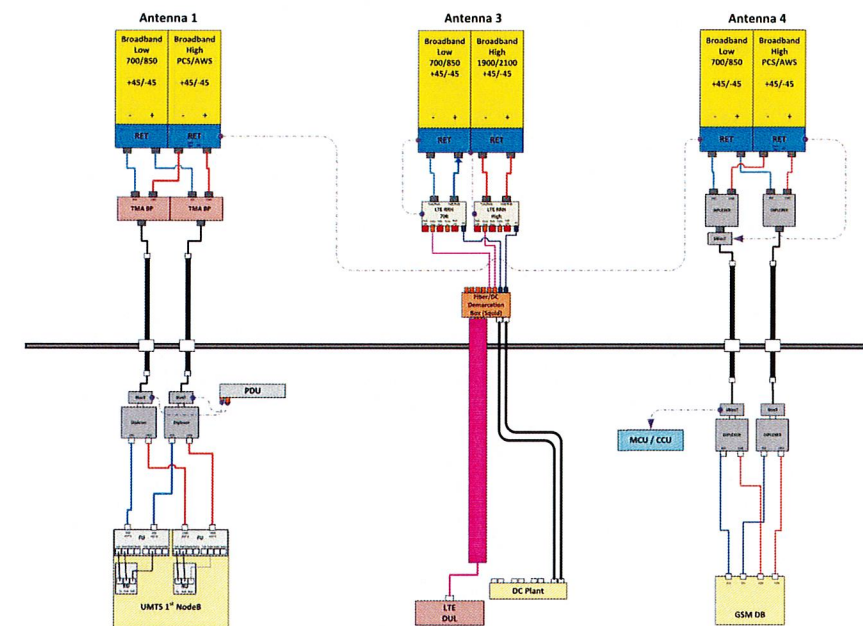 Antenna 1
Antenna 3
Antenna 4
Broadband
Low
700/850
+45/-45
- +
Broadband
High
PCS/AWS
+45/-45
- +
Broadband
Low
700/850
+45/-45
- +
Broadband
High
1900/2100
+45/-45
- +
Broadband
Low
700/850
+45/-45
- +
Broadband
High
PCS/AWS
+45/-45
- +
RET
RET
RET
RET
RET
RET
TMA BP
TMA BP
LTE RRH
700
LTE RRH
High
DIPLEXER
DIPLEXER
Fiber/DC
Demarcation
Box (Squid)
PDU
Diplexer
Diplexer
MCU / CCU
DIPLEXER
DIPLEXER
FU
FU
RU
RU
UMTS 1st NodeB
LTE
DUL
DC Plant
GSM DB